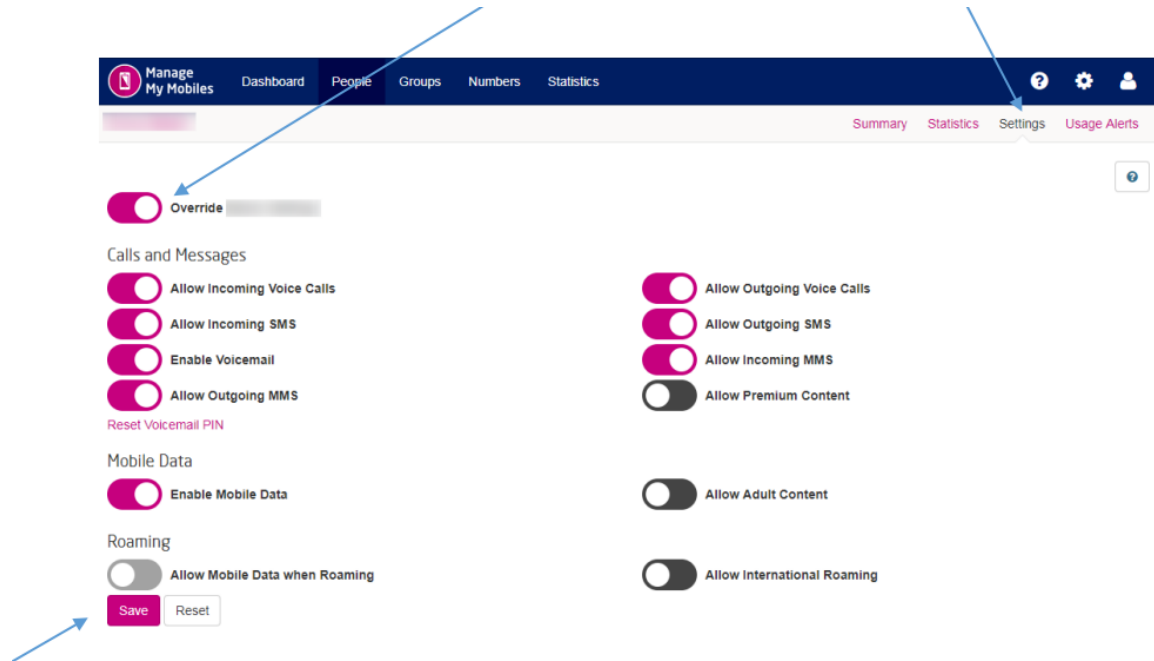 Manage
My Mobiles
Dashboard People Groups Numbers Statistics
Summary Statistics Settings Usage Alerts
Override
Calls and Messages
Allow Incoming Voice Calls Allow Outgoing Voice Calls
Allow Incoming SMS Allow Outgoing SMS
Enable Voicemail Allow Incoming MMS
Allow Outgoing MMS Allow Premium Content
Reset Voicemail PIN
Mobile Data
Enable Mobile Data Allow Adult Content
Roaming
Allow Mobile Data when Roaming Allow International Roaming
Save Reset